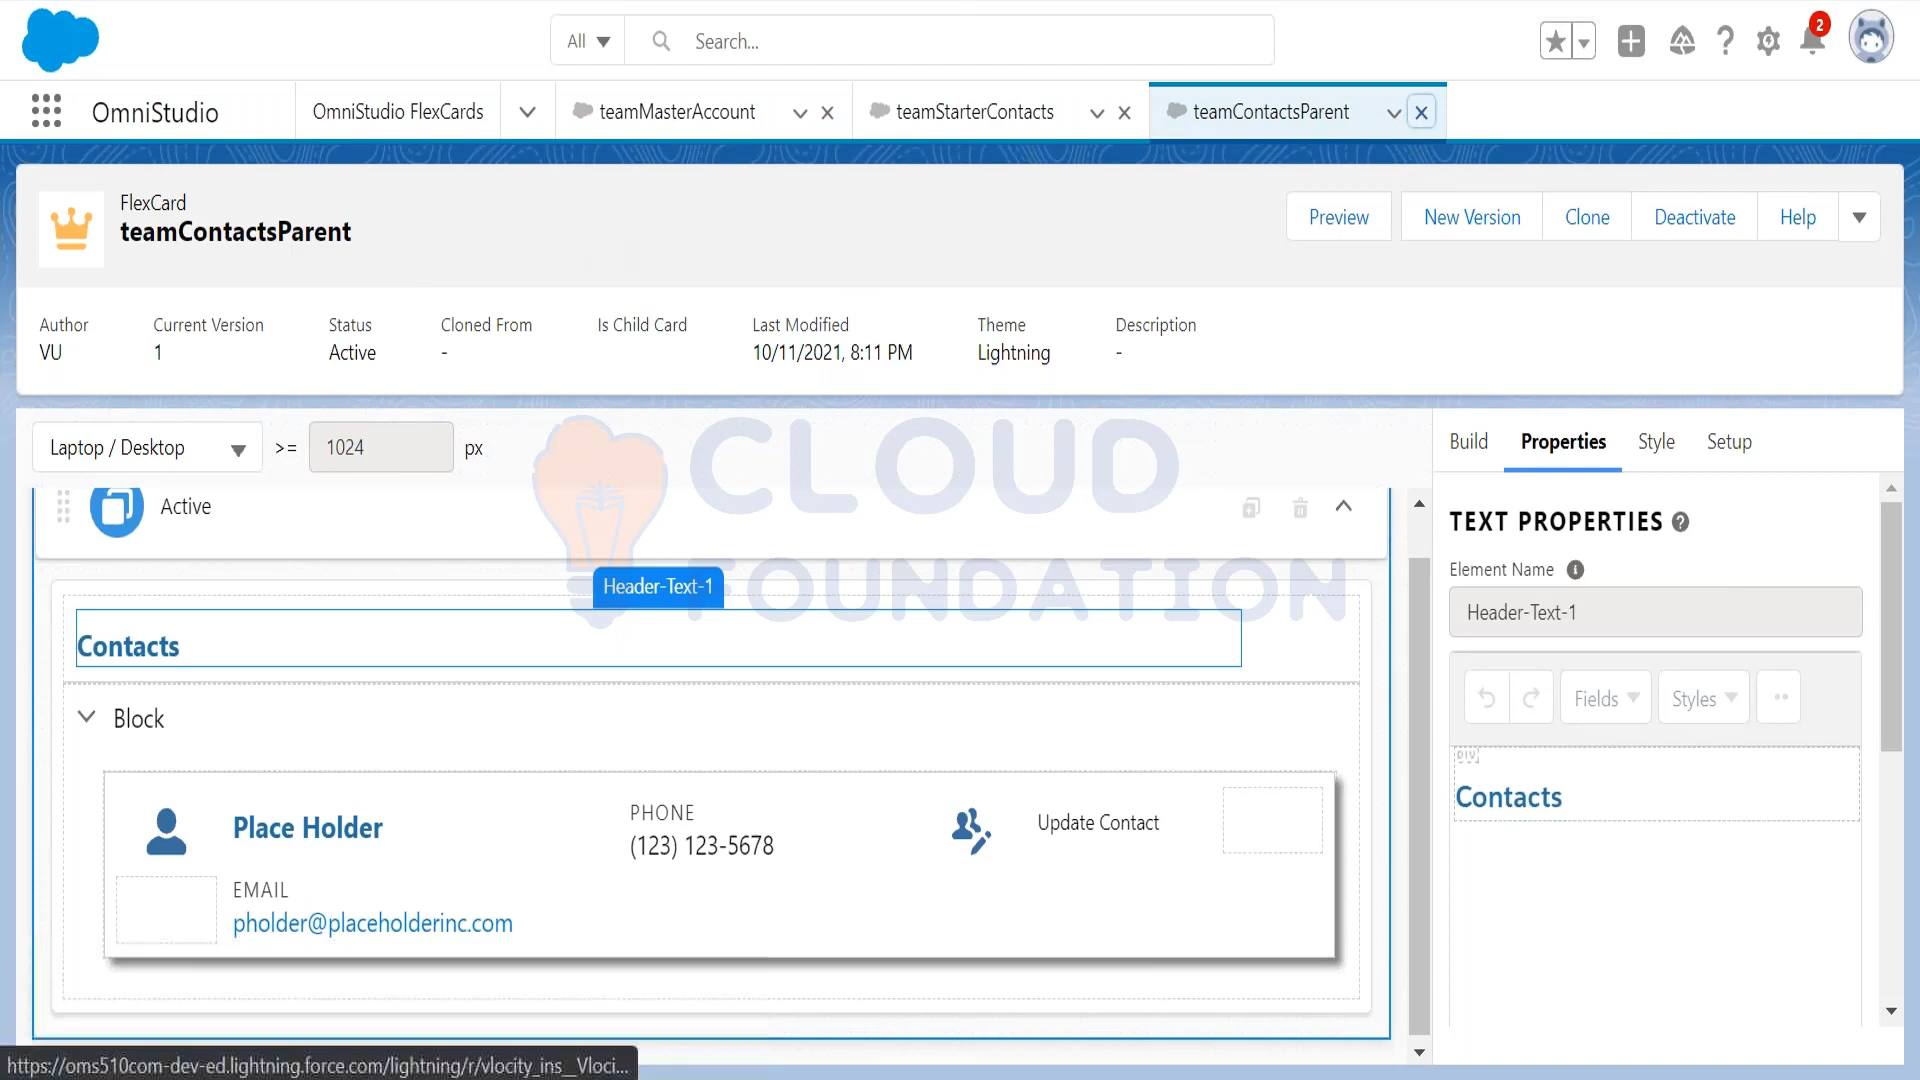 All
Search...
2
OmniStudio
OmniStudio FlexCards
teamMasterAccount
teamStarterContacts
teamContactsParent
FlexCard
teamContactsParent
Preview
New Version
Clone
Deactivate
Help
Author
Current Version
Status
Cloned From
Is Child Card
Last Modified
Theme
Description
VU
1
Active
-
10/11/2021, 8:11 PM
Lightning
-
Laptop / Desktop
>=
1024
px
CLOUD
FOUNDATION
Build
Properties
Style
Setup
Active
Header-Text-1
Contacts
Block
Place Holder
PHONE
(123) 123-5678
Update Contact
EMAIL
pholder@placeholderinc.com
TEXT PROPERTIES
Element Name
Header-Text-1
Fields
Styles
DIV
Contacts
https://oms510com-dev-ed.lightning.force.com/lightning/r/vlocity_ins__Vloci...